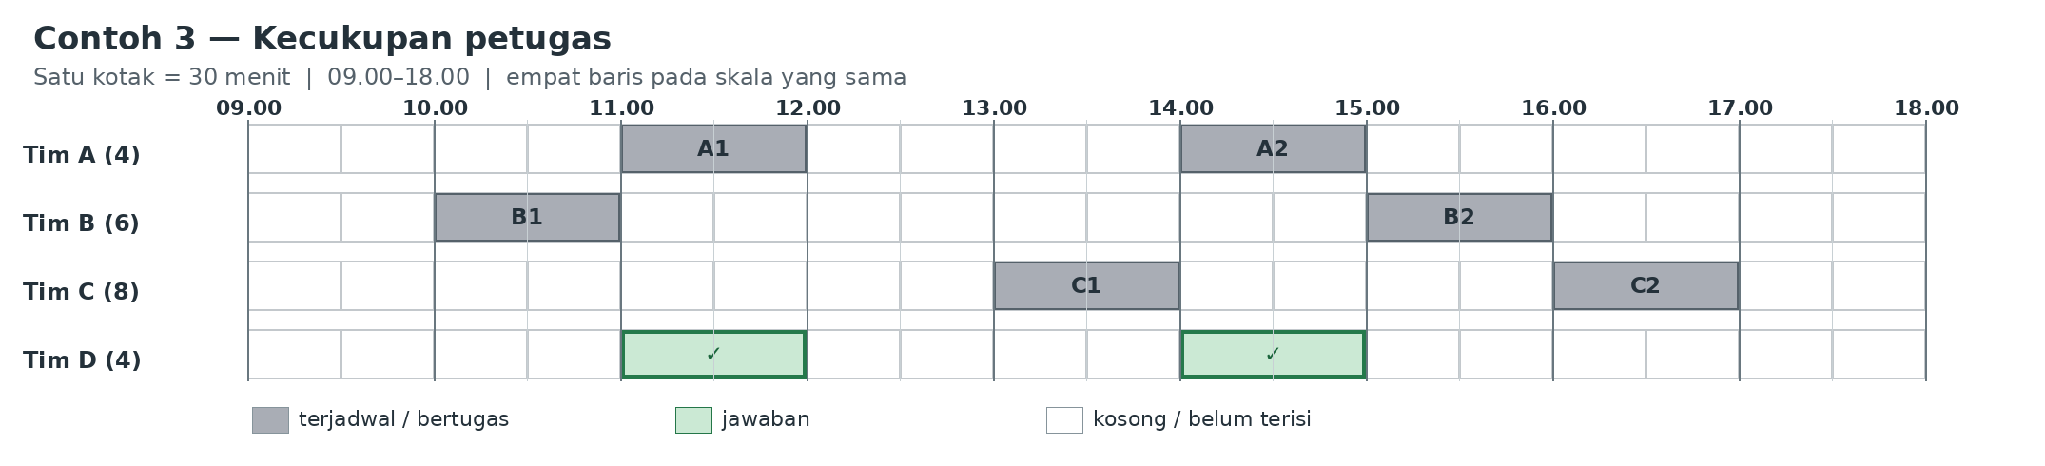 Contoh 3 — Kecukupan petugas
Satu kotak = 30 menit | 09.00–18.00 | empat baris pada skala yang sama
09.00 10.00 11.00 12.00 13.00 14.00 15.00 16.00 17.00 18.00
Tim A (4) A1 A2
Tim B (6) B1 B2
Tim C (8) C1 C2
Tim D (4) ✓ ✓
terjadwal / bertugas jawaban kosong / belum terisi